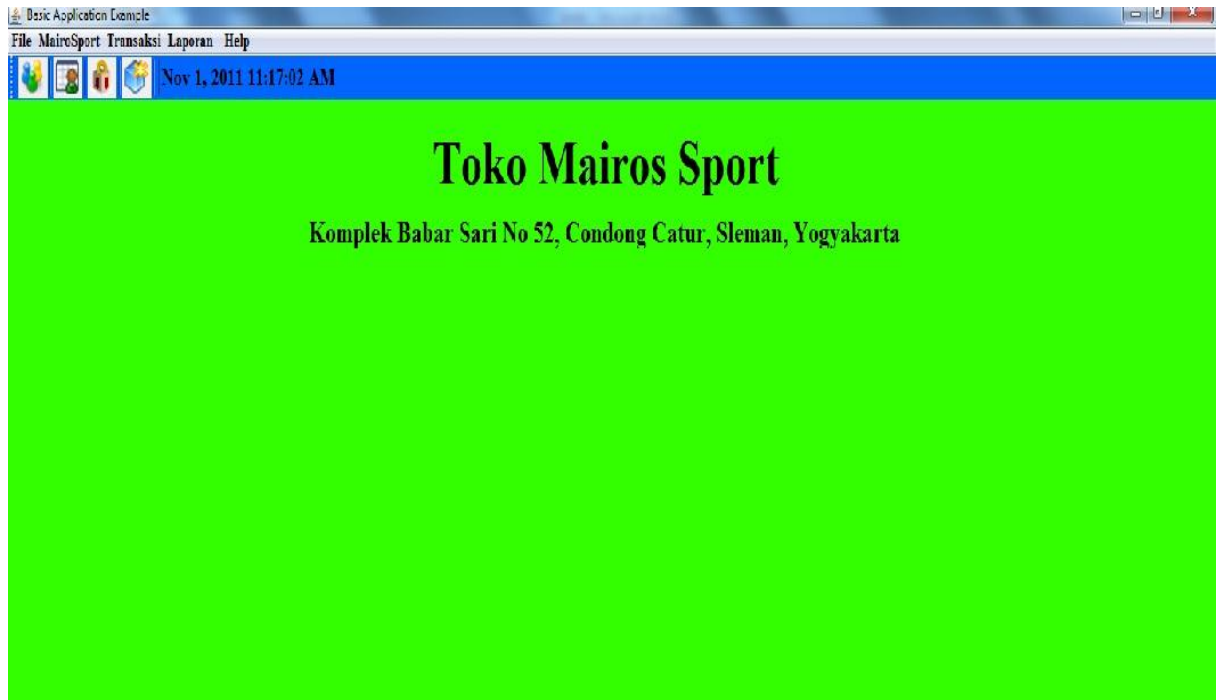 Basic Application Example
File MairoSport Transaksi Laporan Help
Nov 1, 2011 11:17:02 AM
Toko Mairos Sport
Komplek Babar Sari No 52, Condong Catur, Sleman, Yogyakarta